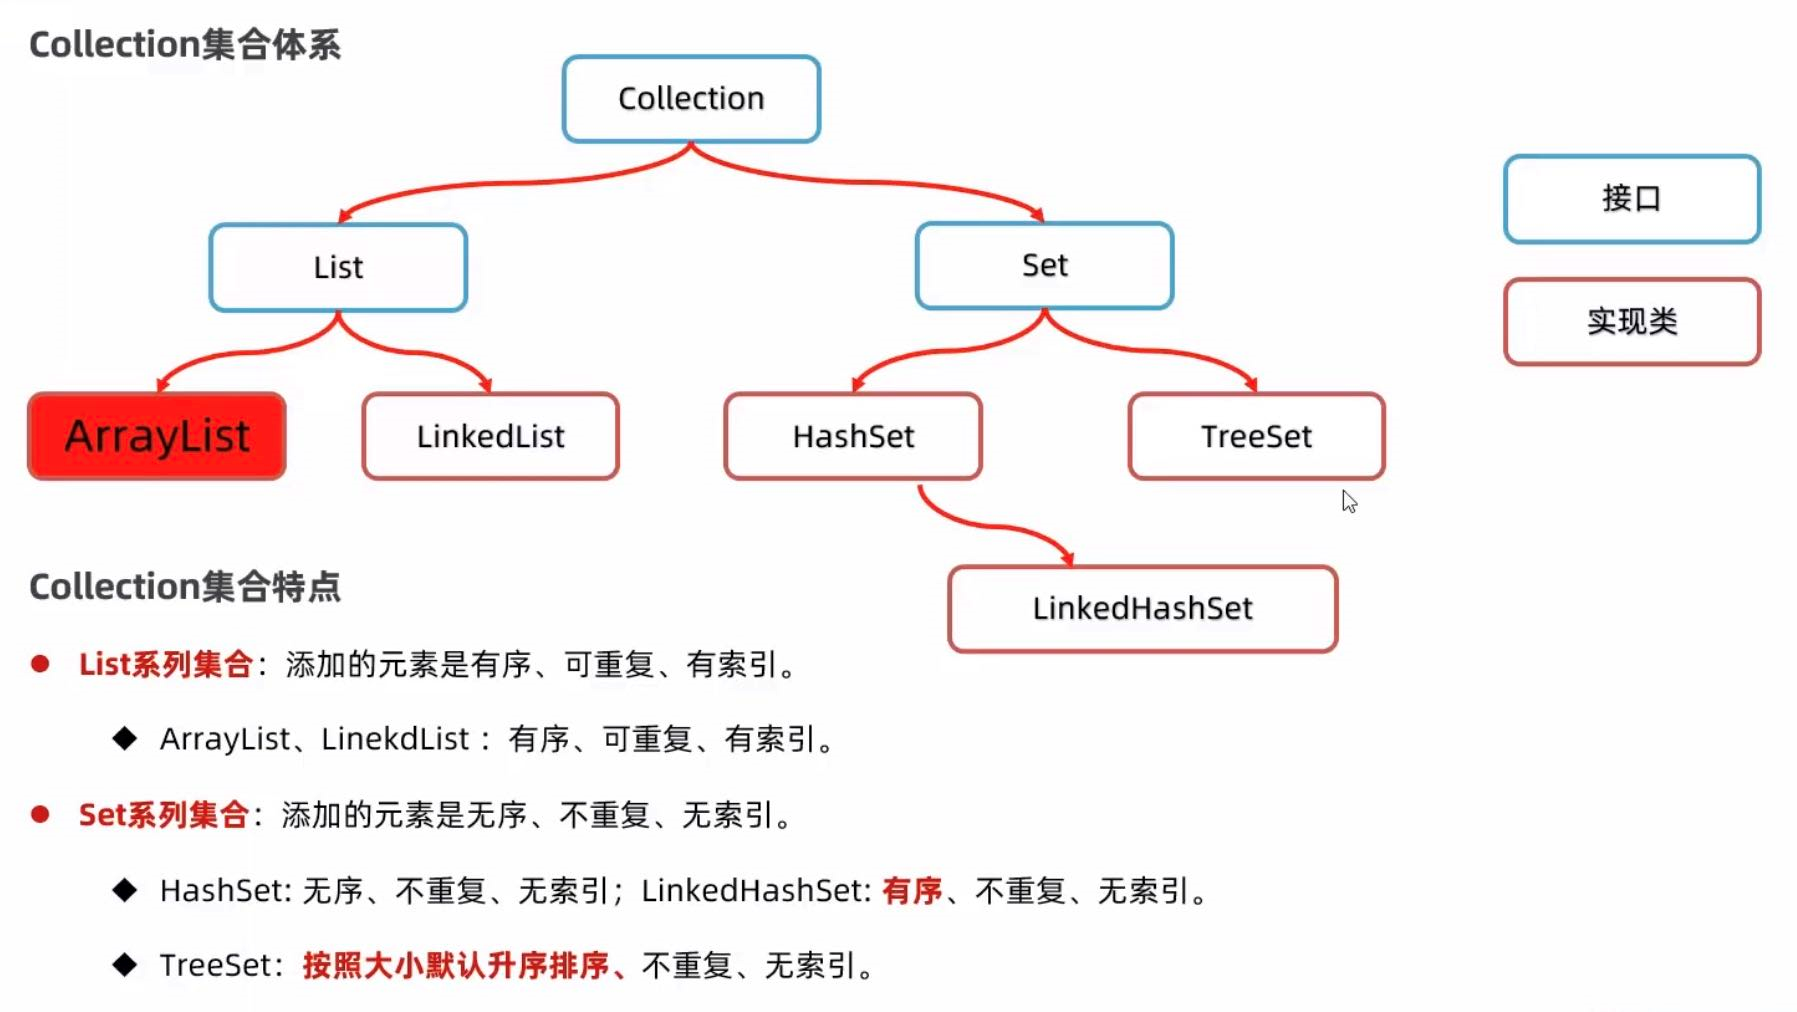 Collection集合体系
Collection
接口
List
Set
实现类
ArrayList
LinkedList
HashSet
TreeSet
LinkedHashSet
Collection集合特点
● List系列集合：添加的元素是有序、可重复、有索引。
◆ ArrayList、LinekdList ：有序、可重复、有索引。
● Set系列集合：添加的元素是无序、不重复、无索引。
◆ HashSet: 无序、不重复、无索引；LinkedHashSet: 有序、不重复、无索引。
◆ TreeSet：按照大小默认升序排序、不重复、无索引。